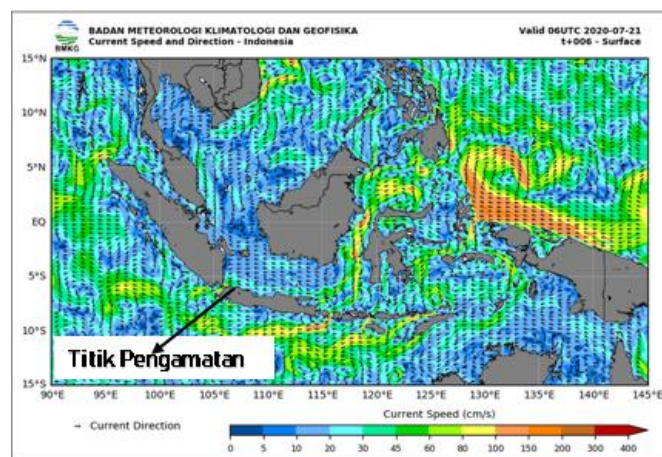 BMKG
BADAN METEOROLOGI KLIMATOLOGI DAN GEOFISIKA
Current Speed and Direction - Indonesia
Valid 06UTC 2020-07-21
t+006 - Surface
15°N
10°N
5°N
EQ
5°S
10°S
15°S
Titik Pengamatan
90°E 95°E 100°E 105°E 110°E 115°E 120°E 125°E 130°E 135°E 140°E 145°E
→ Current Direction
Current Speed (cm/s)
0 5 10 20 30 45 60 80 100 150 200 300 400